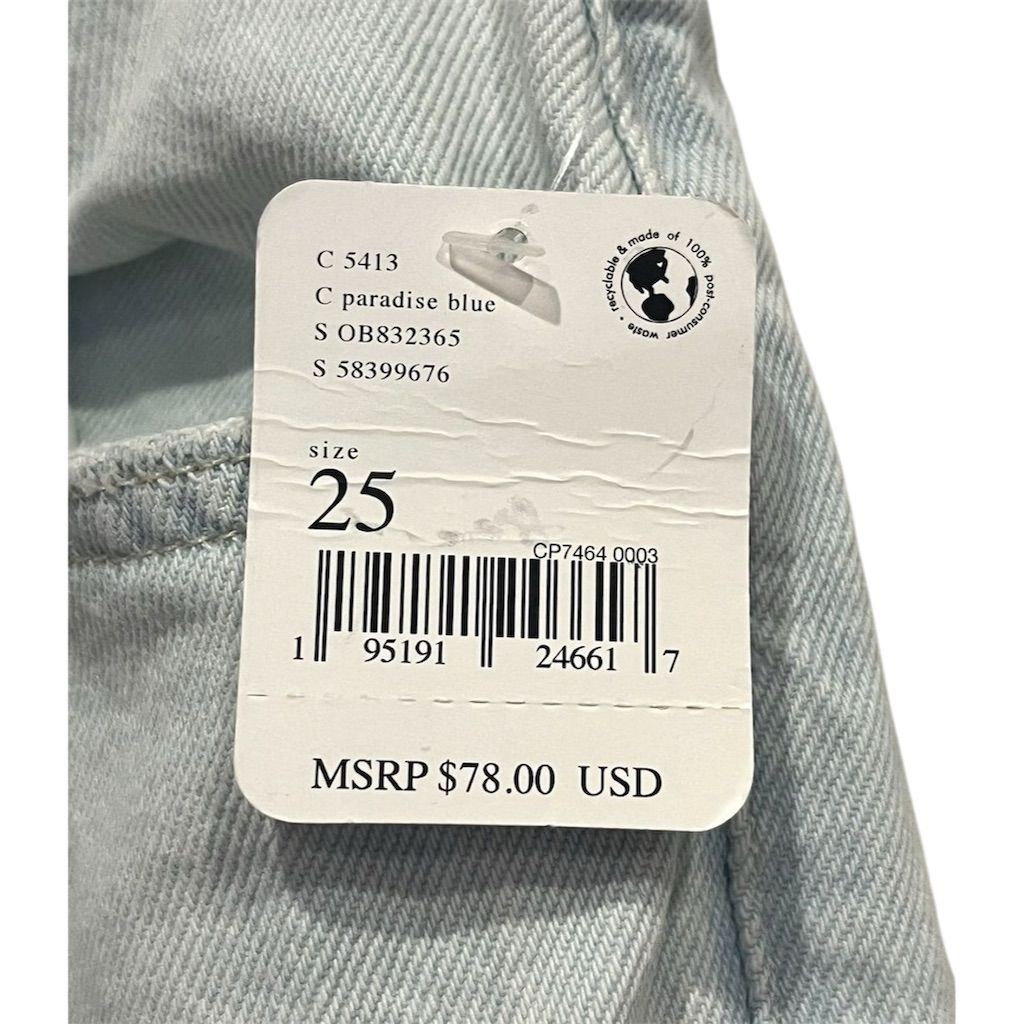 C 5413
C paradise blue
S OB832365
S 58399676
recyclable & made of 100% post-consumer waste •
size
25
CP7464 0003
1 95191 24661 7
MSRP $78.00 USD